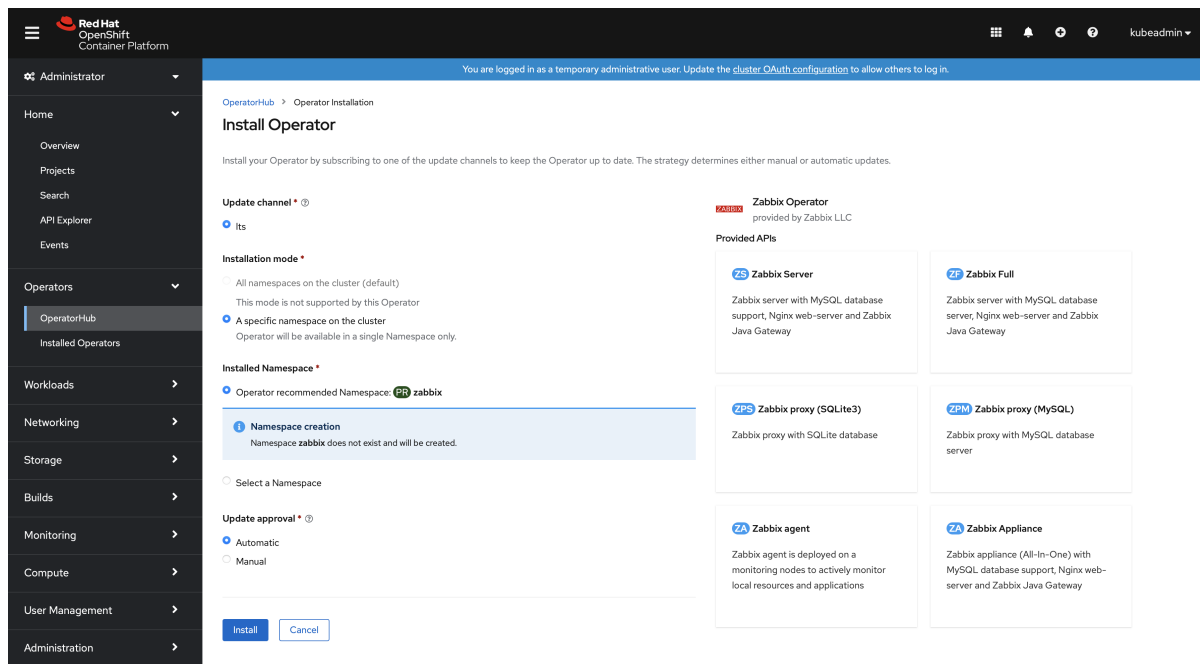 Red Hat
OpenShift
Container Platform
kubeadmin
Administrator
Home
Overview
Projects
Search
API Explorer
Events
Operators
OperatorHub
Installed Operators
Workloads
Networking
Storage
Builds
Monitoring
Compute
User Management
Administration
You are logged in as a temporary administrative user. Update the cluster OAuth configuration to allow others to log in.
OperatorHub > Operator Installation
Install Operator
Install your Operator by subscribing to one of the update channels to keep the Operator up to date. The strategy determines either manual or automatic updates.
Update channel *
lts
Installation mode *
All namespaces on the cluster (default)
This mode is not supported by this Operator
A specific namespace on the cluster
Operator will be available in a single Namespace only.
Installed Namespace *
Operator recommended Namespace: PR zabbix
Namespace creation
Namespace zabbix does not exist and will be created.
Select a Namespace
Update approval *
Automatic
Manual
Install Cancel
ZABBIX
Zabbix Operator
provided by Zabbix LLC
Provided APIs
ZS Zabbix Server
Zabbix server with MySQL database
support, Nginx web-server and Zabbix
Java Gateway
ZF Zabbix Full
Zabbix server with MySQL database
server, Nginx web-server and Zabbix
Java Gateway
ZPS Zabbix proxy (SQLite3)
Zabbix proxy with SQLite database
ZPM Zabbix proxy (MySQL)
Zabbix proxy with MySQL database
server
ZA Zabbix agent
Zabbix agent is deployed on a
monitoring nodes to actively monitor
local resources and applications
ZA Zabbix Appliance
Zabbix appliance (All-In-One) with
MySQL database support, Nginx web-
server and Zabbix Java Gateway